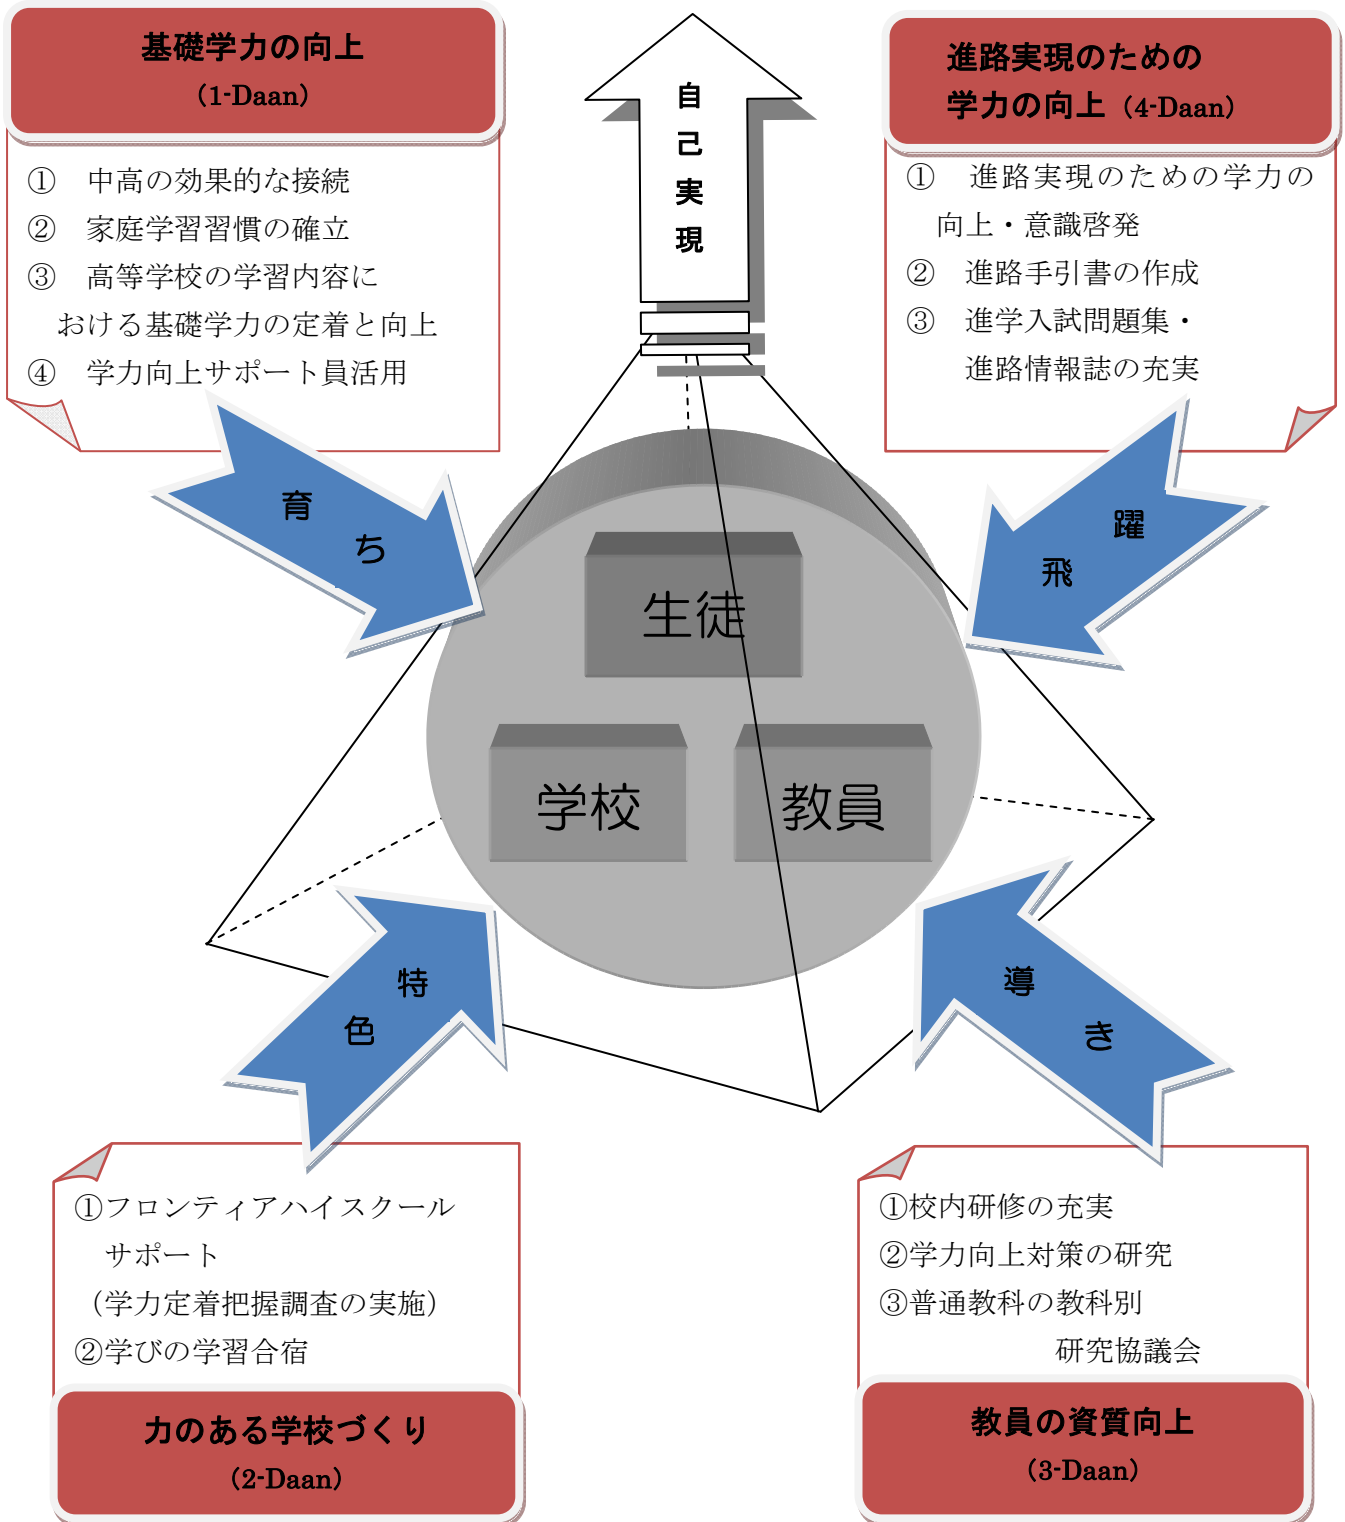 基礎学力の向上
(1-Daan)
① 中高の効果的な接続
② 家庭学習習慣の確立
③ 高等学校の学習内容に
おける基礎学力の定着と向上
④ 学力向上サポート員活用
自己実現
進路実現のための
学力の向上 (4-Daan)
① 進路実現のための学力の
向上・意識啓発
② 進路手引書の作成
③ 進学入試問題集・
進路情報誌の充実
育ち
飛躍
生徒
学校
教員
特色
導き
①フロンティアハイスクール
サポート
（学力定着把握調査の実施）
②学びの学習合宿
力のある学校づくり
(2-Daan)
①校内研修の充実
②学力向上対策の研究
③普通教科の教科別
研究協議会
教員の資質向上
(3-Daan)